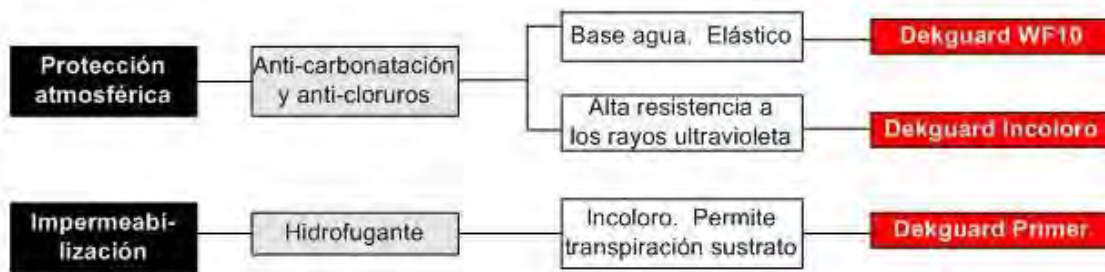 Protección
atmosférica
Anti-carbonatación
y anti-cloruros
Base agua. Elástico
Dekguard WF10
Alta resistencia a
los rayos ultravioleta
Dekguard Incoloro
Impermeabi-
lización
Hidrofugante
Incoloro. Permite
transpiración sustrato
Dekguard Primer